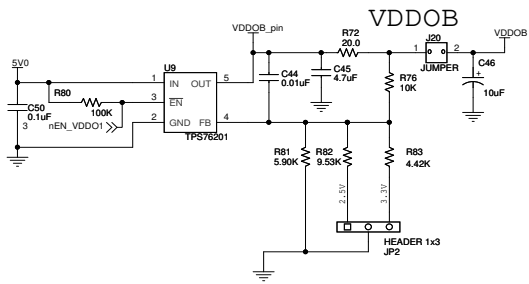 VDDOB
VDDOB_pin
R72
20.0
J20
1
2
JUMPER
VDDOB
5V0
U9
1
IN
OUT
5
3
EN
2
GND
FB
4
TPS76201
R80
100K
nEN_VDDO1
C50
0.1uF
3
C44
0.01uF
C45
4.7uF
R76
10K
C46
+
10uF
R81
5.90K
R82
9.53K
R83
4.42K
2.5V
3.3V
HEADER 1x3
JP2